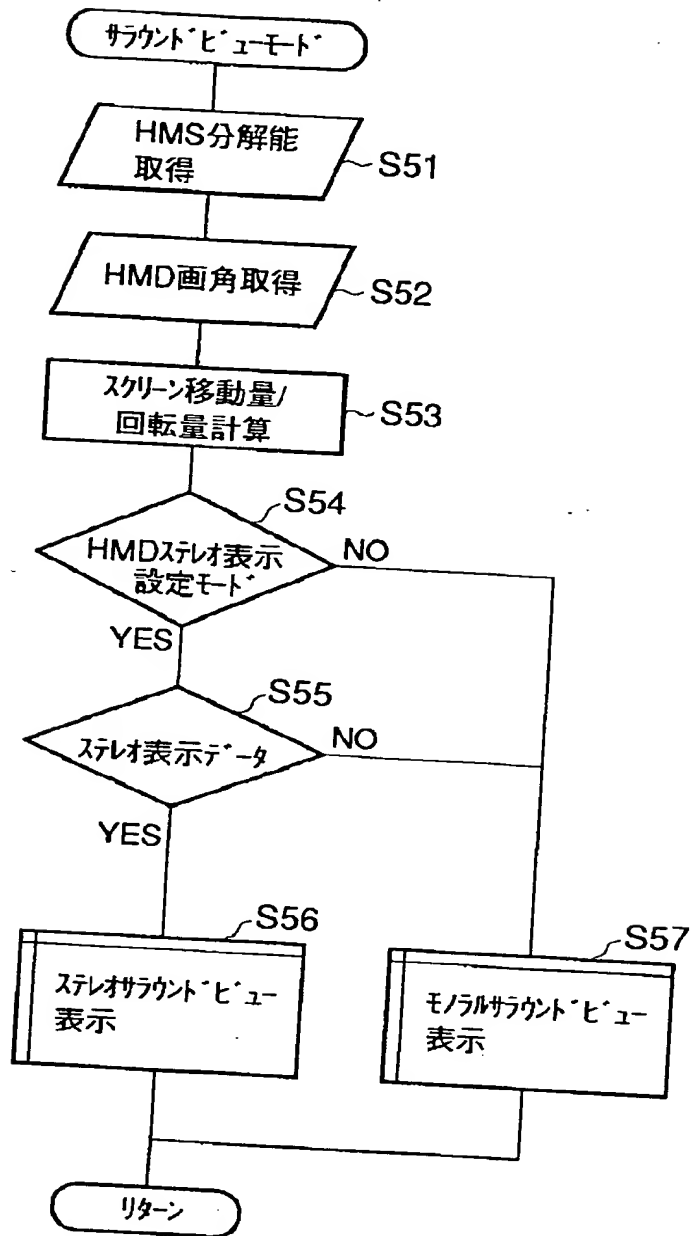 サラウンドビューモード
HMS分解能
取得
S51
HMD画角取得
S52
スクリーン移動量/
回転量計算
S53
S54
HMDステレオ表示
設定モード
NO
YES
S55
ステレオ表示データ
NO
YES
S56
ステレオサラウンドビュー
表示
S57
モノラルサラウンドビュー
表示
リターン